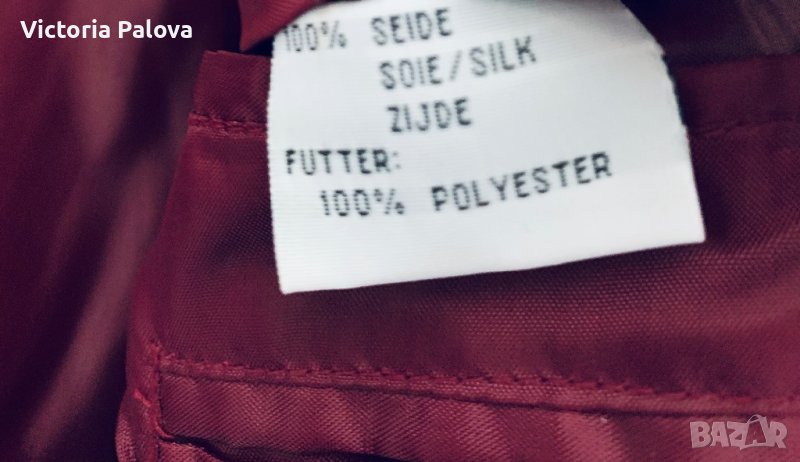 Victoria Palova
100% SEIDE
SOIE/SILK
ZIJDE
FUTTER:
100% POLYESTER
BAZAR